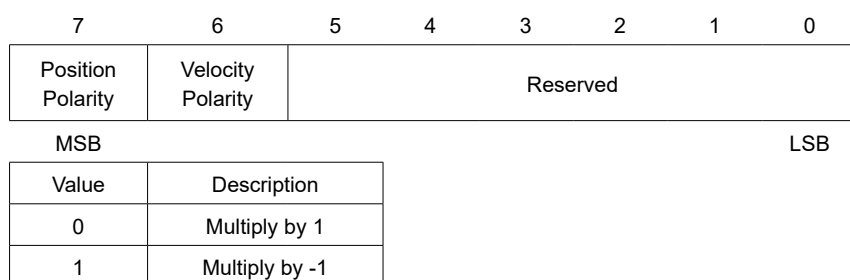 7 6 5 4 3 2 1 0
Position Polarity Velocity Polarity Reserved
MSB LSB
Value Description
0 Multiply by 1
1 Multiply by -1